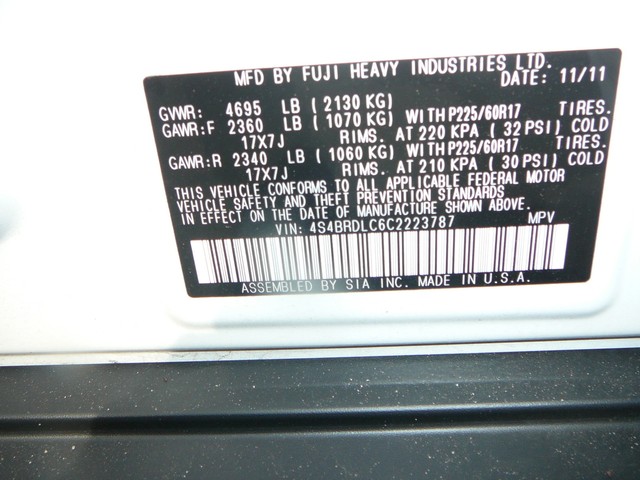 MFD BY FUJI HEAVY INDUSTRIES LTD.
DATE: 11/11
GVWR: 4695 LB (2130 KG)
GAWR:F 2360 LB (1070 KG) WITH P225/60R17 TIRES.
17X7J RIMS. AT 220 KPA (32 PSI) COLD
GAWR:R 2340 LB (1060 KG) WITH P225/60R17 TIRES.
17X7J RIMS. AT 210 KPA (30 PSI) COLD
THIS VEHICLE CONFORMS TO ALL APPLICABLE FEDERAL MOTOR
VEHICLE SAFETY AND THEFT PREVENTION STANDARDS
IN EFFECT ON THE DATE OF MANUFACTURE SHOWN ABOVE.
VIN: 4S4BRDLC6C2223787 MPV
ASSEMBLED BY SIA INC. MADE IN U.S.A.